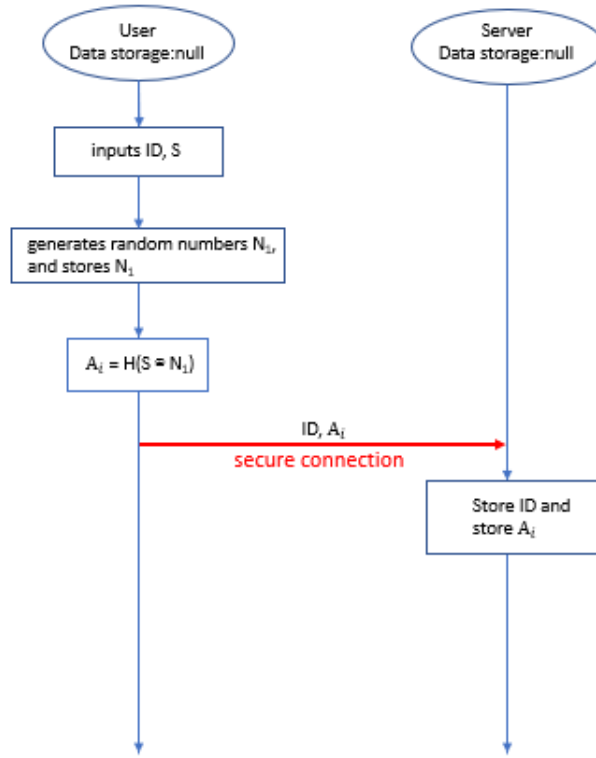 User
Data storage:null
Server
Data storage:null
inputs ID, S
generates random numbers N₁,
and stores N₁
Aᵢ = H(S ⊕ N₁)
ID, Aᵢ
secure connection
Store ID and
store Aᵢ